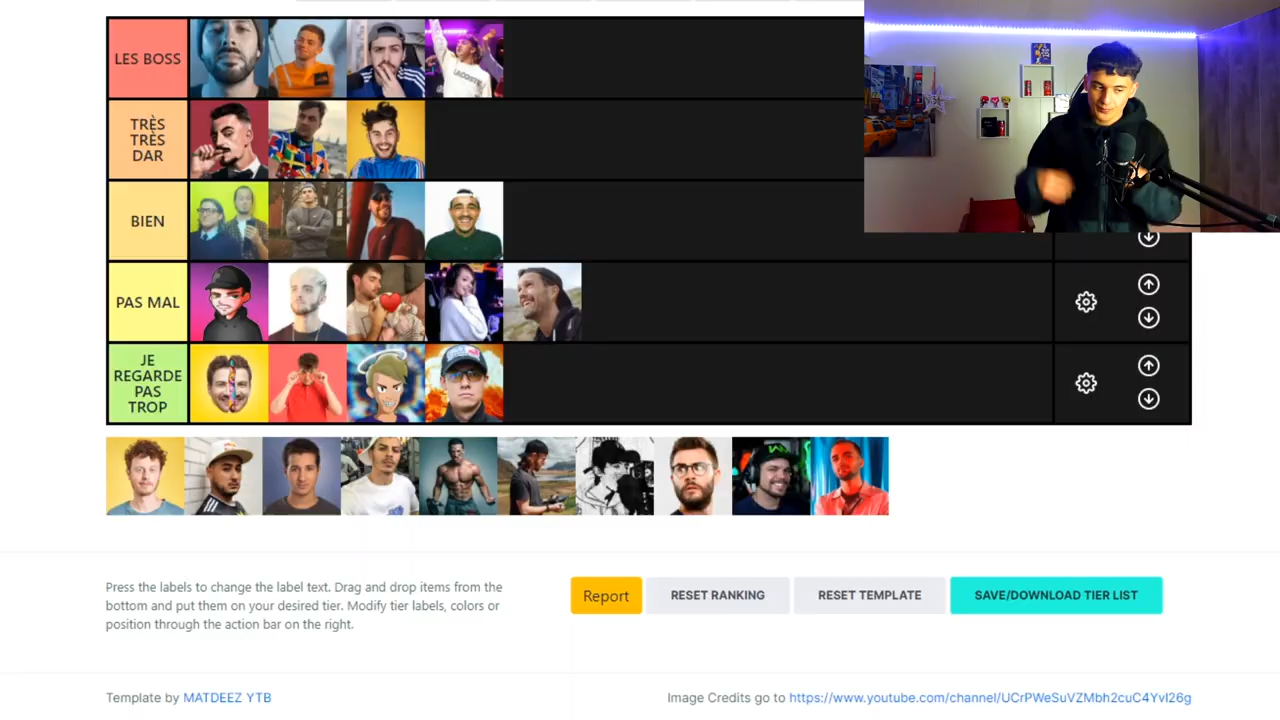 LES BOSS
TRÈS
TRÈS
DAR
BIEN
PAS MAL
JE
REGARDE
PAS
TROP
Press the labels to change the label text. Drag and drop items from the
bottom and put them on your desired tier. Modify tier labels, colors or
position through the action bar on the right.
Report
RESET RANKING
RESET TEMPLATE
SAVE/DOWNLOAD TIER LIST
Template by MATDEEZ YTB
Image Credits go to https://www.youtube.com/channel/UCrPWeSuVZMbh2cuC4YvI26g